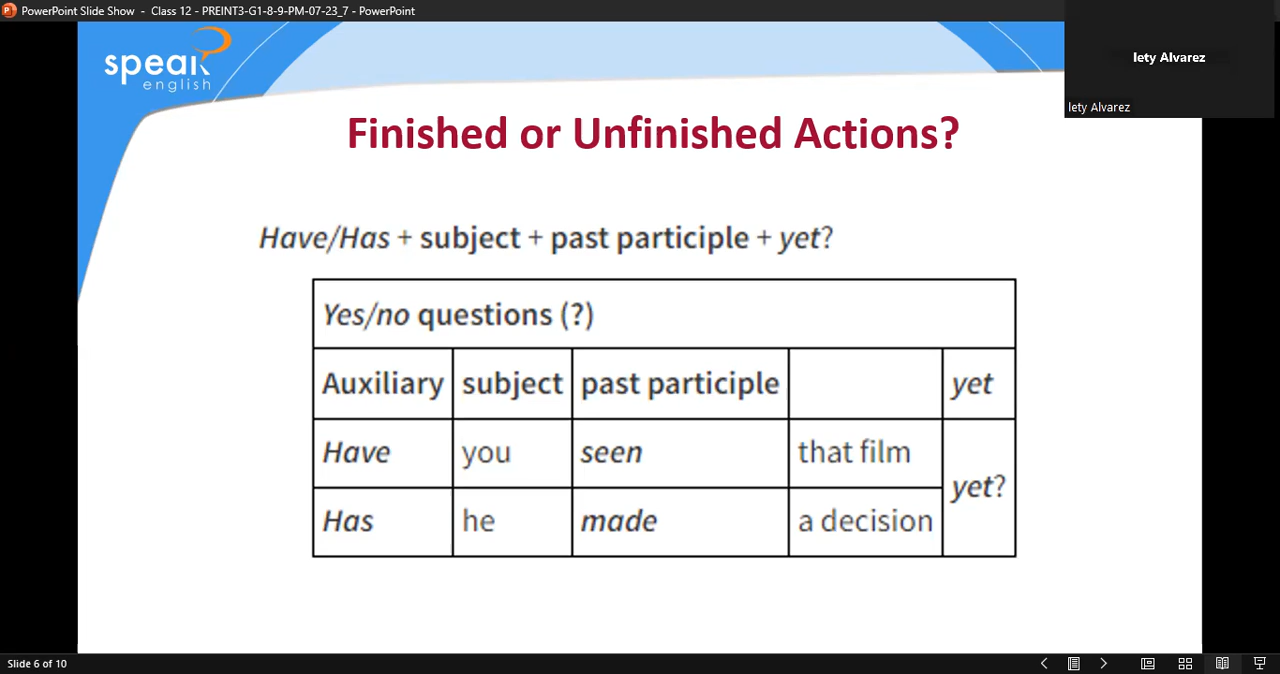 PowerPoint Slide Show - Class 12 - PREINT3-G1-8-9-PM-07-23_7 - PowerPoint
lety Alvarez
lety Alvarez
speak
english
Finished or Unfinished Actions?
Have/Has + subject + past participle + yet?
Yes/no questions (?)
Auxiliary subject past participle yet
Have you seen that film
yet?
Has he made a decision
Slide 6 of 10